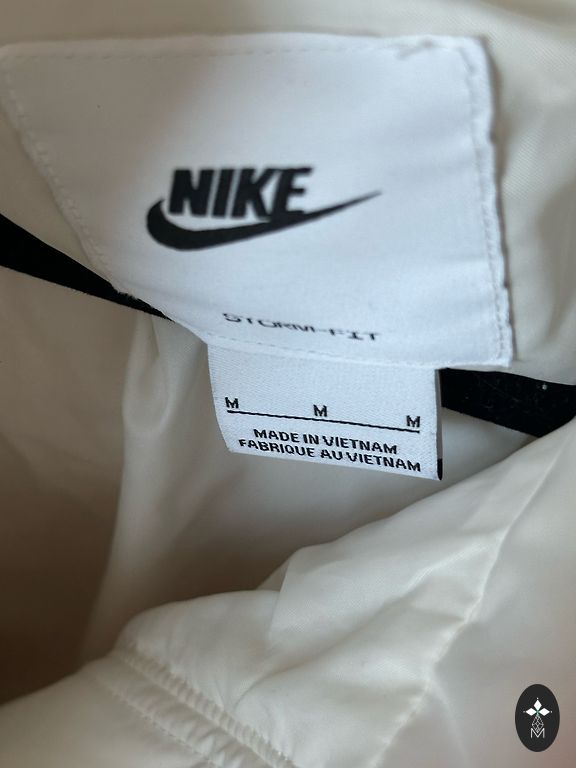 NIKE
STORM-FIT
M M M
MADE IN VIETNAM
FABRIQUE AU VIETNAM
M